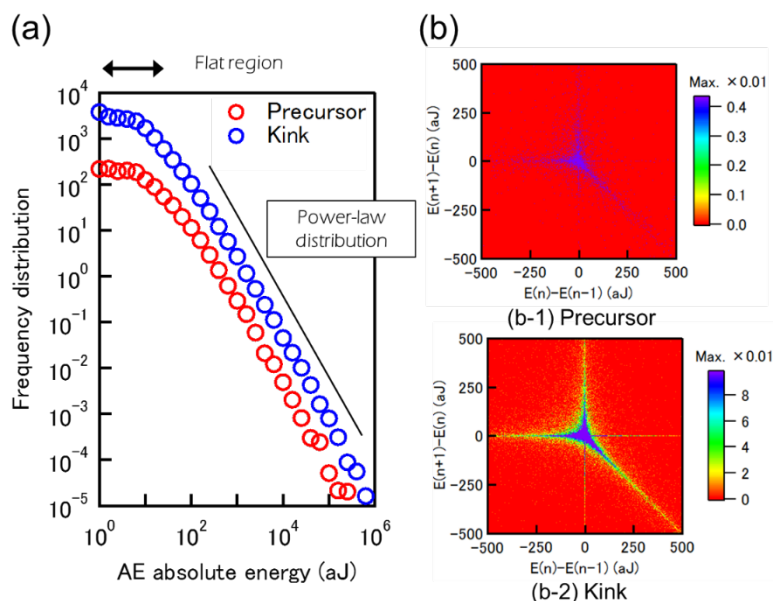 (a)
Flat region
Precursor
Kink
Power-law
distribution
Frequency distribution
10^4
10^3
10^2
10^1
10^0
10^-1
10^-2
10^-3
10^-4
10^-5
10^0 10^2 10^4 10^6
AE absolute energy (aJ)
(b)
E(n+1)-E(n) (aJ)
500
250
0
-250
-500
-500 -250 0 250 500
E(n)-E(n-1) (aJ)
Max. ×0.01
0.4
0.3
0.2
0.1
0.0
(b-1) Precursor
E(n+1)-E(n) (aJ)
500
250
0
-250
-500
-500 -250 0 250 500
E(n)-E(n-1) (aJ)
Max. ×0.01
8
6
4
2
0
(b-2) Kink